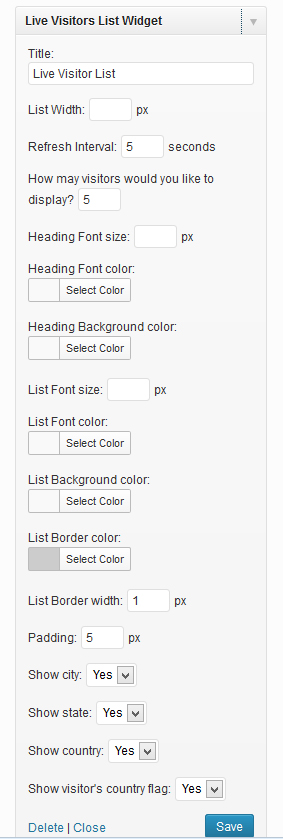 Live Visitors List Widget
Title:
Live Visitor List
List Width: px
Refresh Interval: 5 seconds
How may visitors would you like to
display? 5
Heading Font size: px
Heading Font color:
Select Color
Heading Background color:
Select Color
List Font size: px
List Font color:
Select Color
List Background color:
Select Color
List Border color:
Select Color
List Border width: 1 px
Padding: 5 px
Show city: Yes
Show state: Yes
Show country: Yes
Show visitor's country flag: Yes
Delete | Close Save